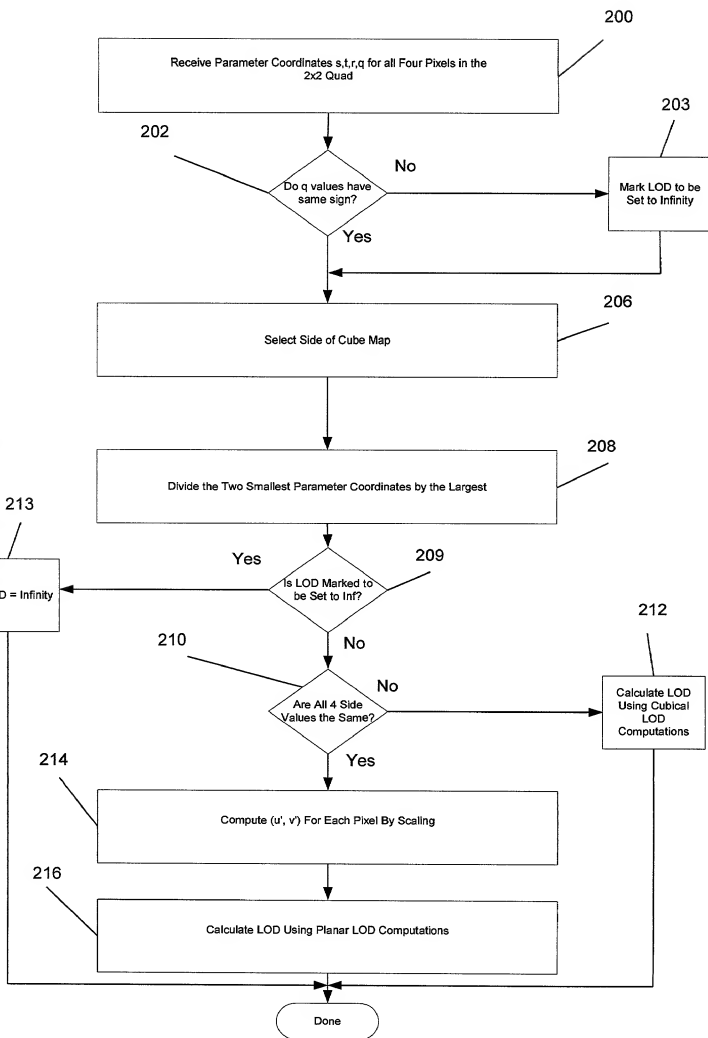 200
Receive Parameter Coordinates s,t,r,q for all Four Pixels in the
2x2 Quad
202
203
Do q values have
same sign?
No
Mark LOD to be
Set to Infinity
Yes
206
Select Side of Cube Map
208
Divide the Two Smallest Parameter Coordinates by the Largest
213
Yes
209
Is LOD Marked to
be Set to Inf?
D = Infinity
No
210
212
Are All 4 Side
Values the Same?
No
Calculate LOD
Using Cubical
LOD
Computations
Yes
214
Compute (u', v') For Each Pixel By Scaling
216
Calculate LOD Using Planar LOD Computations
Done